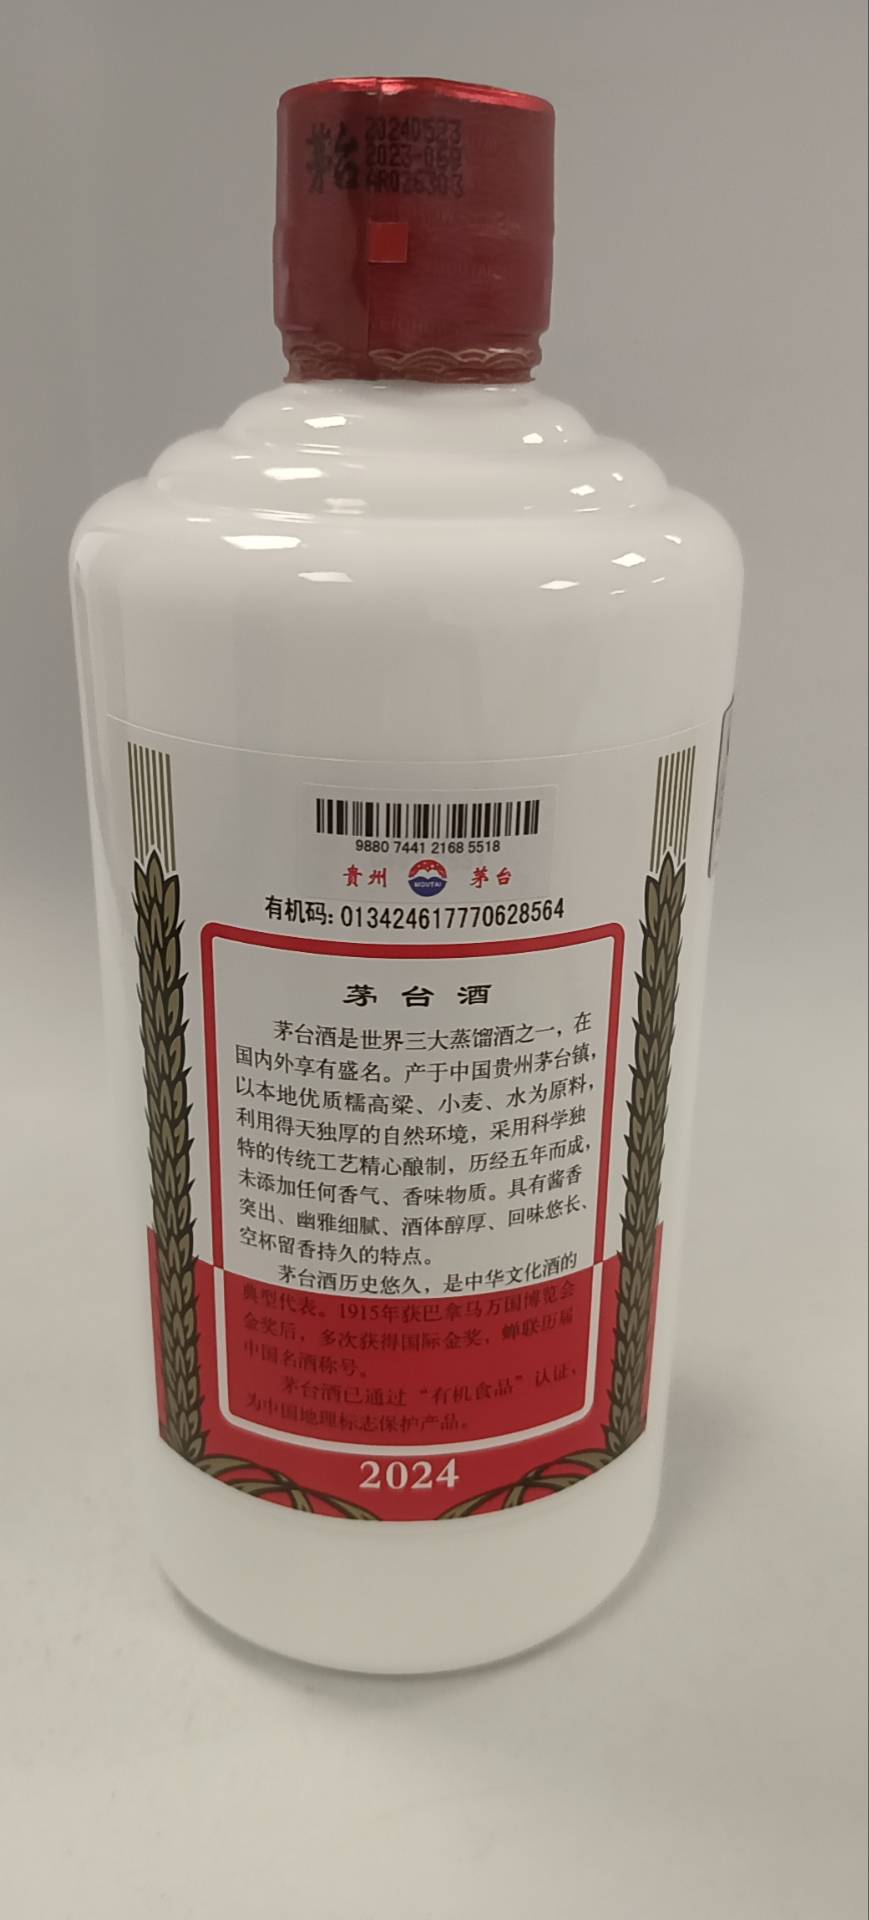 茅台
20240523
2023-068
AR026303
9880 7441 2168 5518
貴州 MOUTAI 茅台
有机码: 013424617770628564
茅台酒
茅台酒是世界三大蒸馏酒之一，在
国内外享有盛名。产于中国贵州茅台镇，
以本地优质糯高粱、小麦、水为原料，
利用得天独厚的自然环境，采用科学独
特的传统工艺精心酿制，历经五年而成，
未添加任何香气、香味物质。具有酱香
突出、幽雅细腻、酒体醇厚、回味悠长、
空杯留香持久的特点。
茅台酒历史悠久，是中华文化酒的
典型代表。1915年获巴拿马万国博览会
金奖后，多次获得国际金奖，蝉联历届
中国名酒称号。
茅台酒已通过“有机食品”认证，
为中国地理标志保护产品。
2024